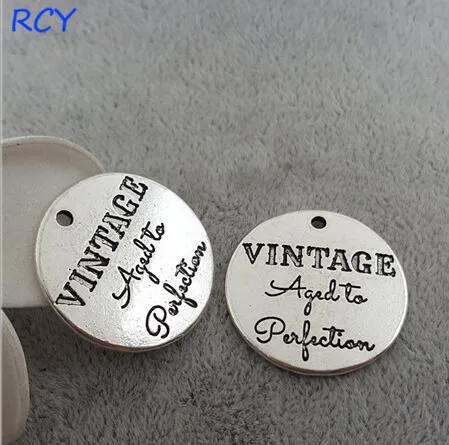 RCY
VINTAGE
Aged to
Perfection
VINTAGE
Aged to
Perfection